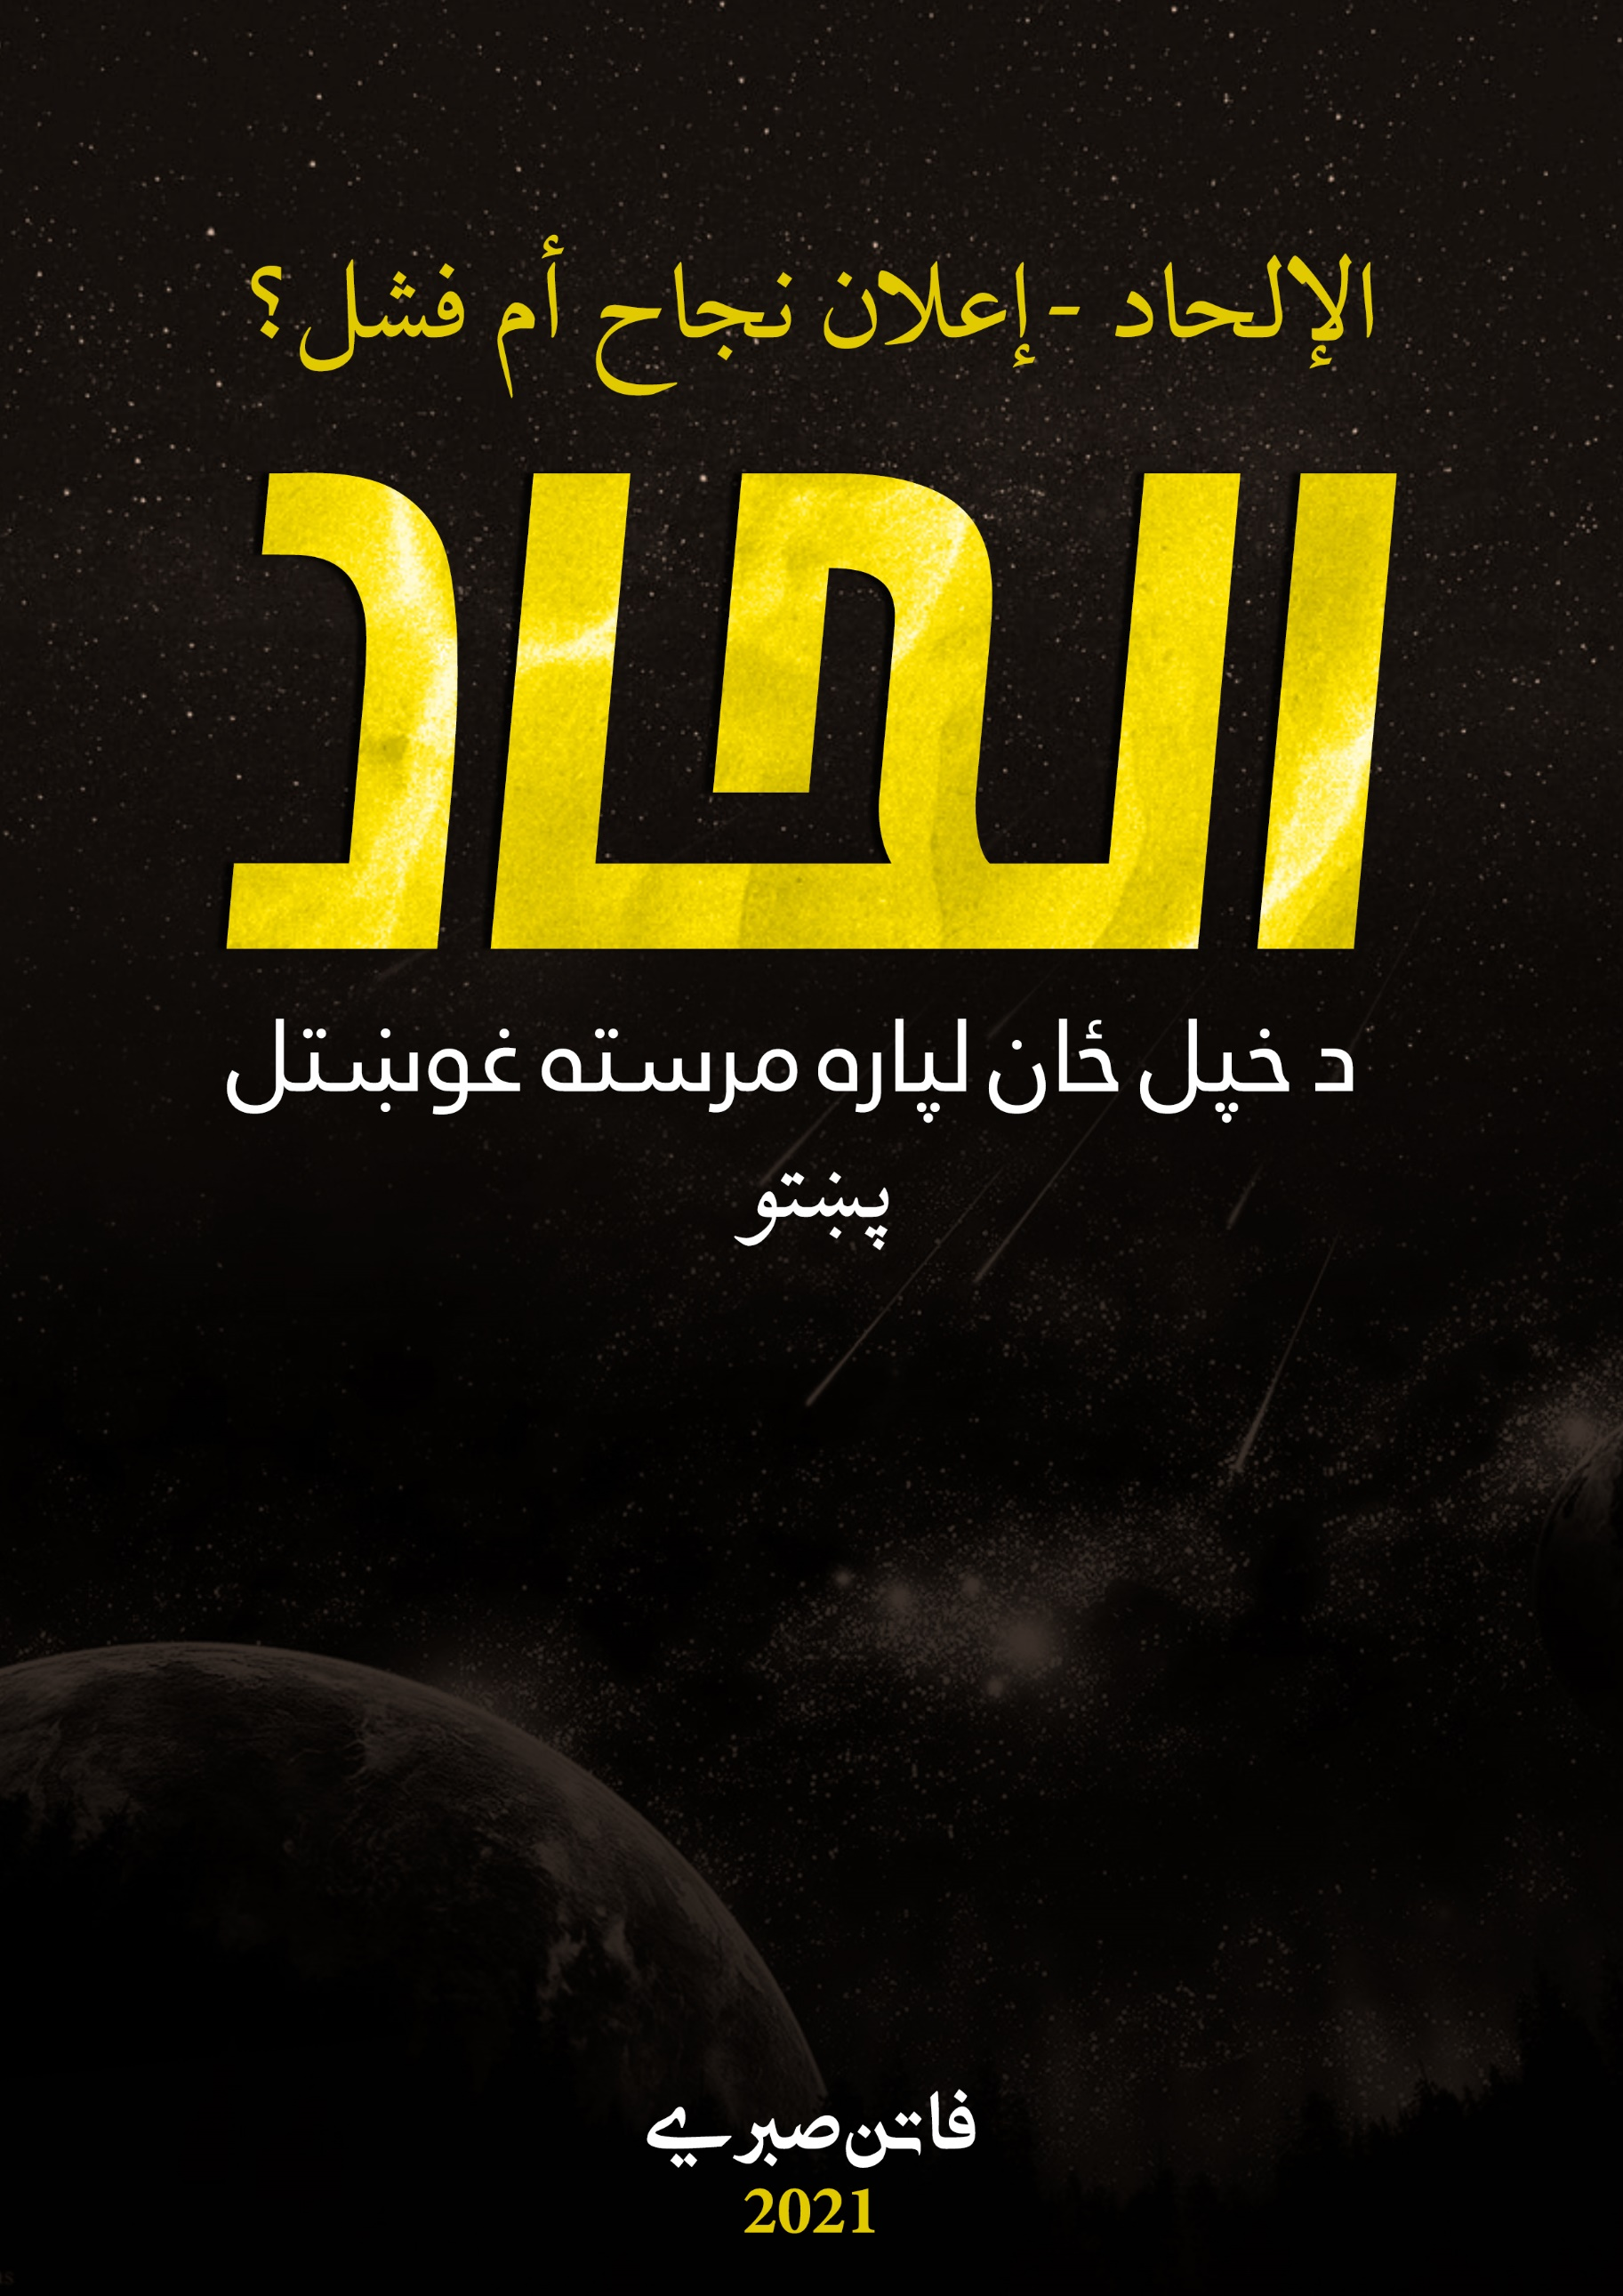 الإلحاد - إعلان نجاح أم فشل؟
الحاد
د خپل ځان لپاره مرسته غوښتل
پښتو
فاتن صبري
2021